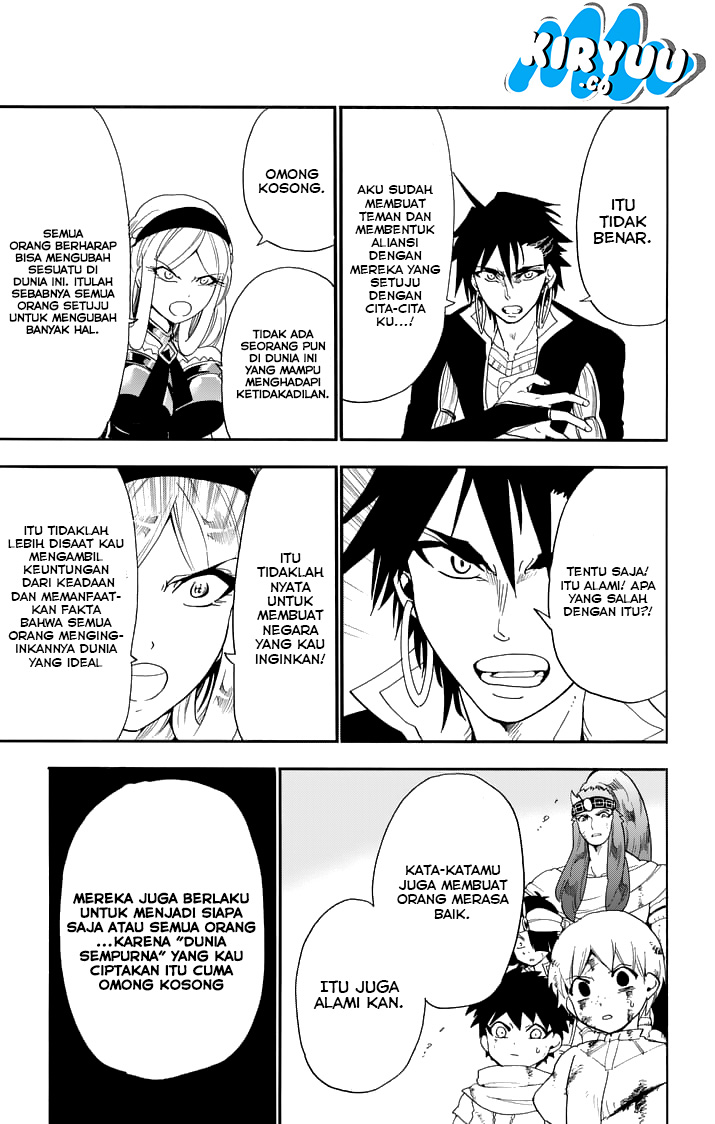 KIRYUU
.CO
ITU
TIDAK
BENAR.
AKU SUDAH
MEMBUAT
TEMAN DAN
MEMBENTUK
ALIANSI
DENGAN
MEREKA YANG
SETUJU
DENGAN
CITA-CITA
KU...!
OMONG
KOSONG.
TIDAK ADA
SEORANG PUN
DI DUNIA INI
YANG MAMPU
MENGHADAPI
KETIDAKADILAN.
SEMUA
ORANG BERHARAP
BISA MENGUBAH
SESUATU DI
DUNIA INI. ITULAH
SEBABNYA SEMUA
ORANG SETUJU
UNTUK MENGUBAH
BANYAK HAL.
TENTU SAJA!
ITU ALAMI! APA
YANG SALAH
DENGAN ITU?!
ITU
TIDAKLAH
NYATA
UNTUK
MEMBUAT
NEGARA
YANG KAU
INGINKAN!
ITU TIDAKLAH
LEBIH DISAAT KAU
MENGAMBIL
KEUNTUNGAN
DARI KEADAAN
DAN MEMANFAAT-
KAN FAKTA
BAHWA SEMUA
ORANG MENGING-
INKANNYA DUNIA
YANG IDEAL
KATA-KATAMU
JUGA MEMBUAT
ORANG MERASA
BAIK.
ITU JUGA
ALAMI KAN.
MEREKA JUGA BERLAKU
UNTUK MENJADI SIAPA
SAJA ATAU SEMUA ORANG
...KARENA "DUNIA
SEMPURNA" YANG KAU
CIPTAKAN ITU CUMA
OMONG KOSONG